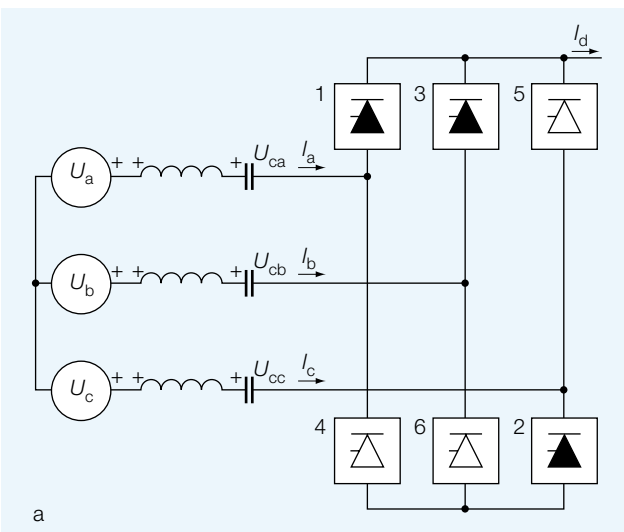 I_d
1 3 5
U_a + + + U_ca I_a
U_b + + + U_cb I_b
U_c + + + U_cc I_c
4 6 2
a